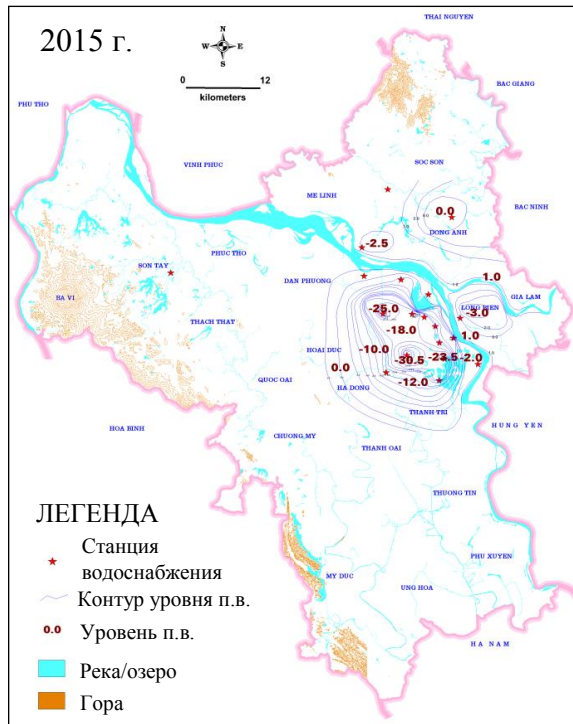 THAI NGUYEN
2015 г.
N
W E
S
0 12
kilometers
BAC GIANG
PHU THO
SOC SON
VINH PHUC
ME LINH
BAC NINH
0.0
DONG ANH
-2.5
PHUC THO
SON TAY
DAN PHUONG
1.0
GIA LAM
BA VI
LONG BIEN
-25.0
-3.0
THACH THAT
-18.0
1.0
HOAI DUC
-10.0
-30.5
-23.5
-2.0
0.0
QUOC OAI
HA DONG
-12.0
THANH TRI
HOA BINH
HUNG YEN
CHUONG MY
THANH OAI
THUONG TIN
ЛЕГЕНДА
Станция
водоснабжения
PHU XUYEN
MY DUC
UNG HOA
Контур уровня п.в.
0.0 Уровень п.в.
HA NAM
Река/озеро
Гора